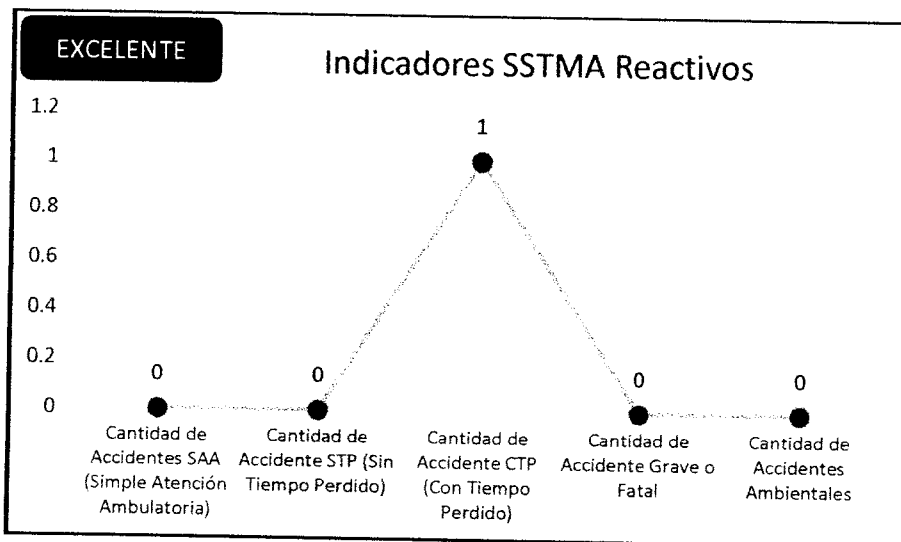 EXCELENTE
Indicadores SSTMA Reactivos
1.2
1
0.8
0.6
0.4
0.2
0
0
0
1
0
0
Cantidad de
Accidentes SAA
(Simple Atención
Ambulatoria)
Cantidad de
Accidente STP (Sin
Tiempo Perdido)
Cantidad de
Accidente CTP
(Con Tiempo
Perdido)
Cantidad de
Accidente Grave o
Fatal
Cantidad de
Accidentes
Ambientales